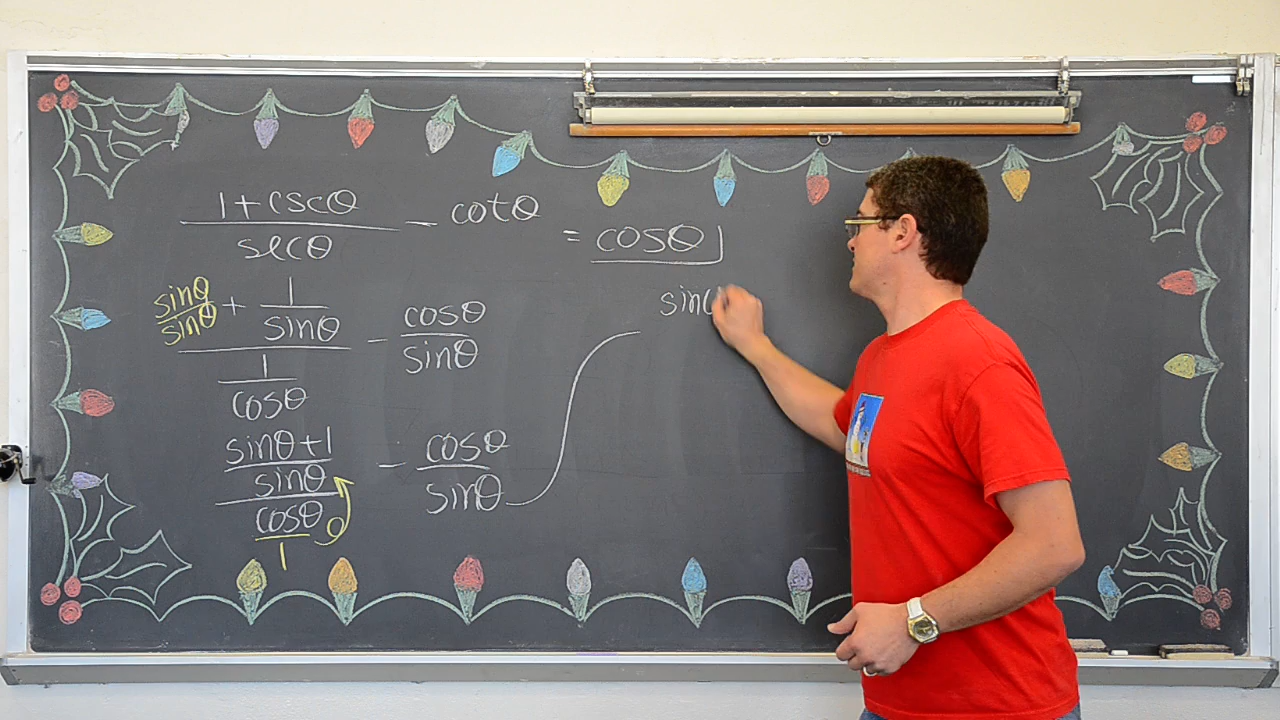 1 + cscθ
secθ
- cotθ
= cosθ
sinθ
sinθ
+
1
sinθ
1
cosθ
- cosθ
sinθ
sinθ + 1
sinθ
cosθ
1
- cosθ
sinθ
sin